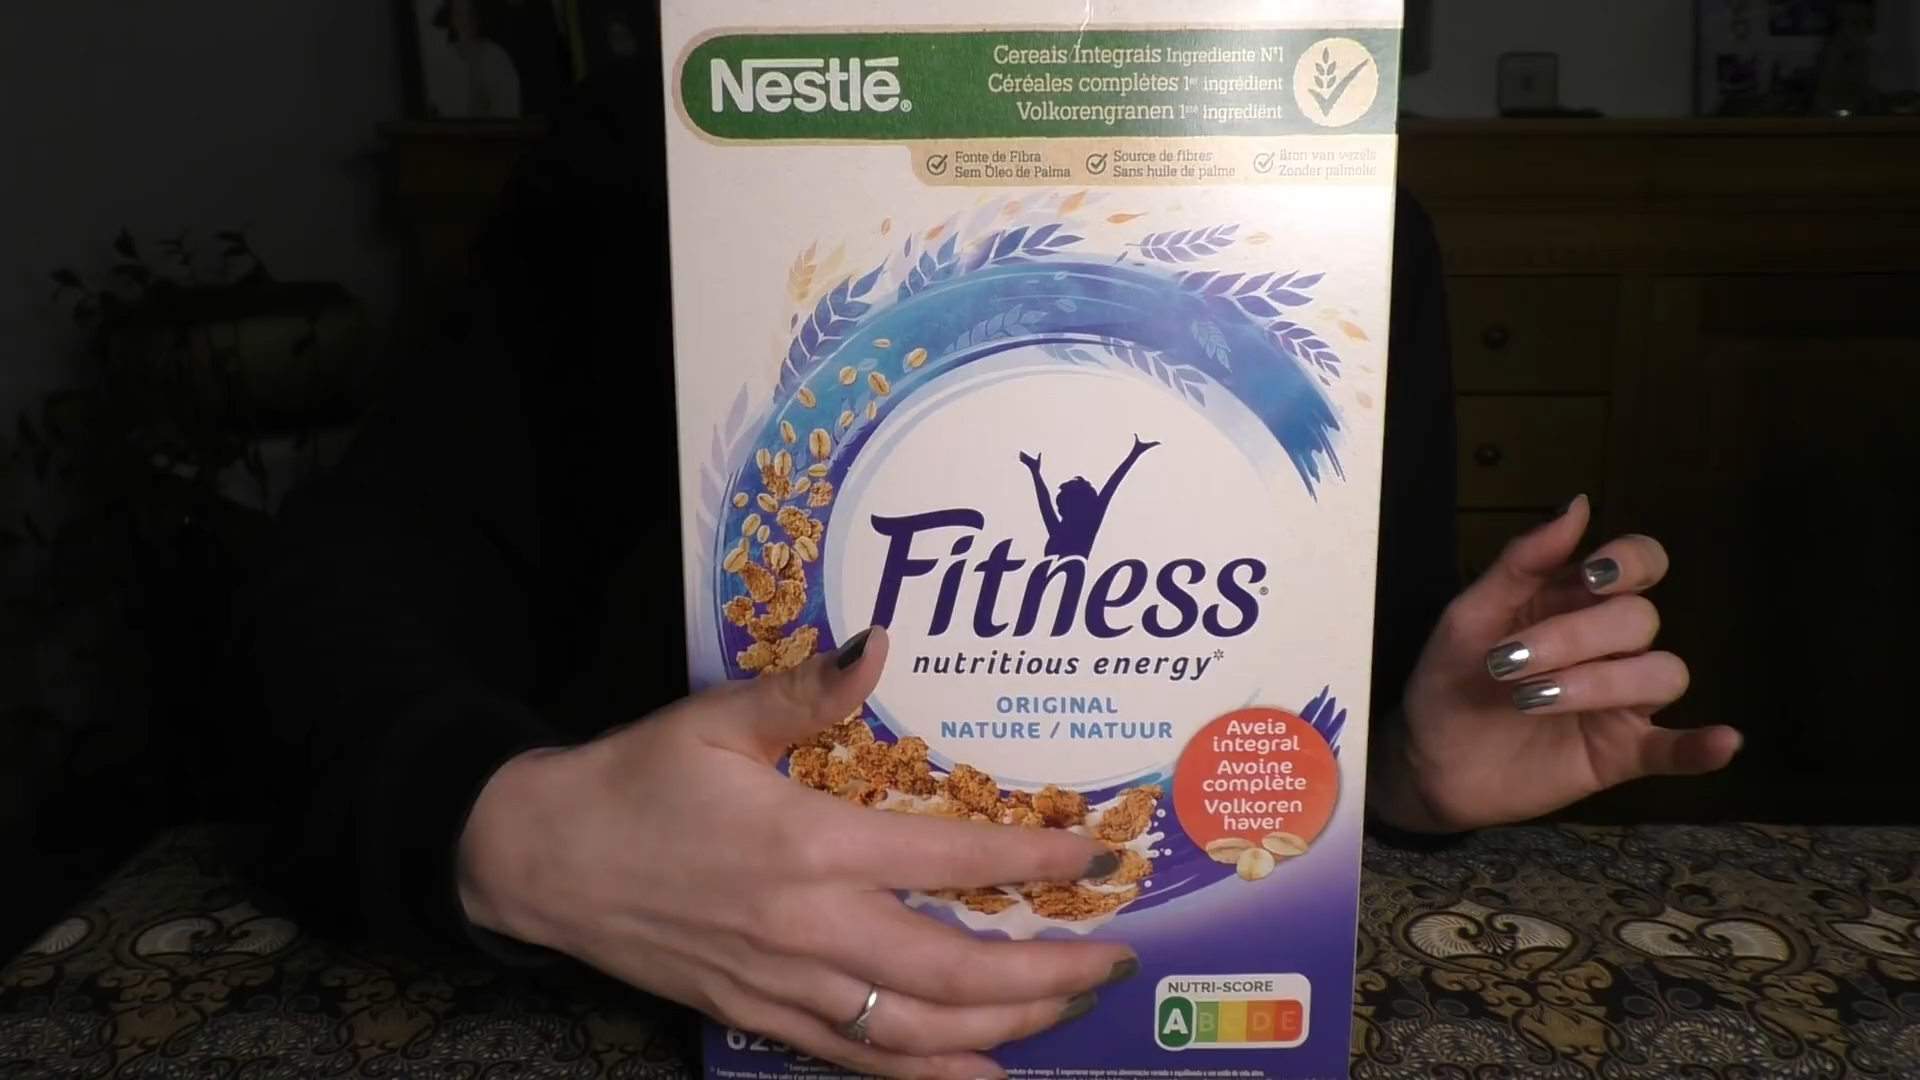 Nestlé®
Cereais Integrais Ingrediente Nº1
Céréales complètes 1er ingrédient
Volkorengranen 1ste ingrediënt
Fonte de Fibra
Sem Óleo de Palma
Source de fibres
Sans huile de palme
Bron van vezels
Zonder palmolie
Fitness®
nutritious energy*
ORIGINAL
NATURE / NATUUR
Aveia
integral
Avoine
complète
Volkoren
haver
NUTRI-SCORE
A B C D E